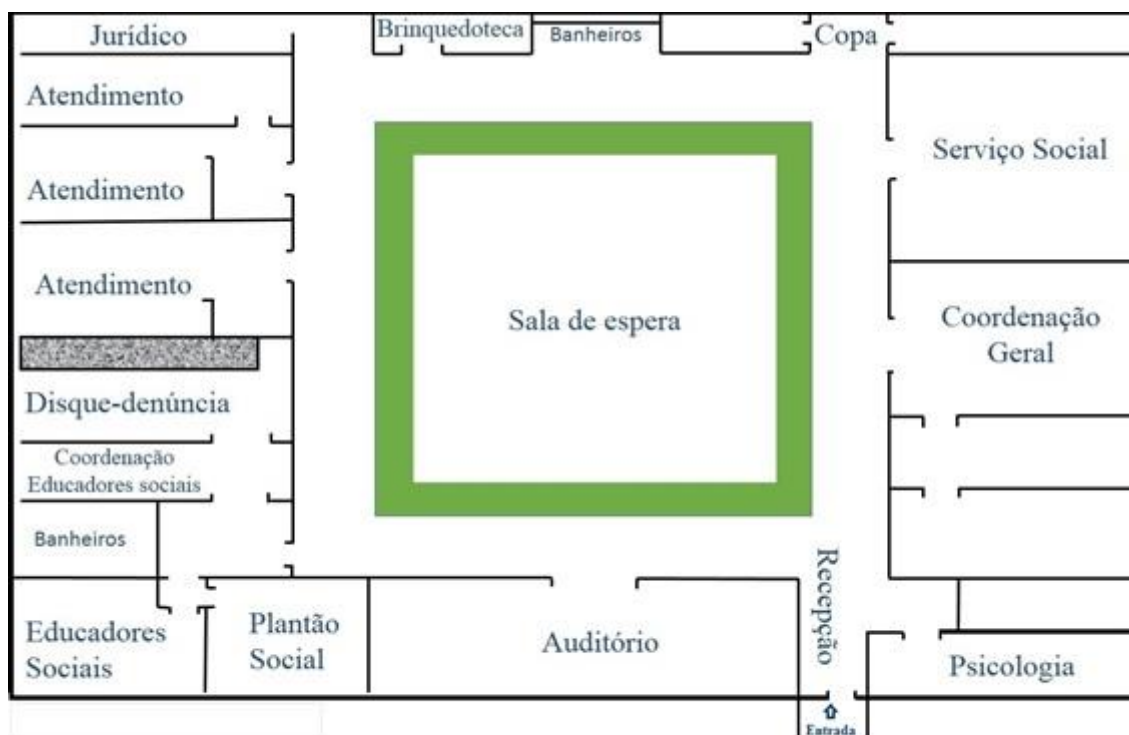 Jurídico
Brinquedoteca
Banheiros
Copa
Atendimento
Serviço Social
Atendimento
Atendimento
Sala de espera
Coordenação
Geral
Disque-denúncia
Coordenação
Educadores sociais
Banheiros
Recepção
Educadores
Sociais
Plantão
Social
Auditório
Psicologia
Entrada